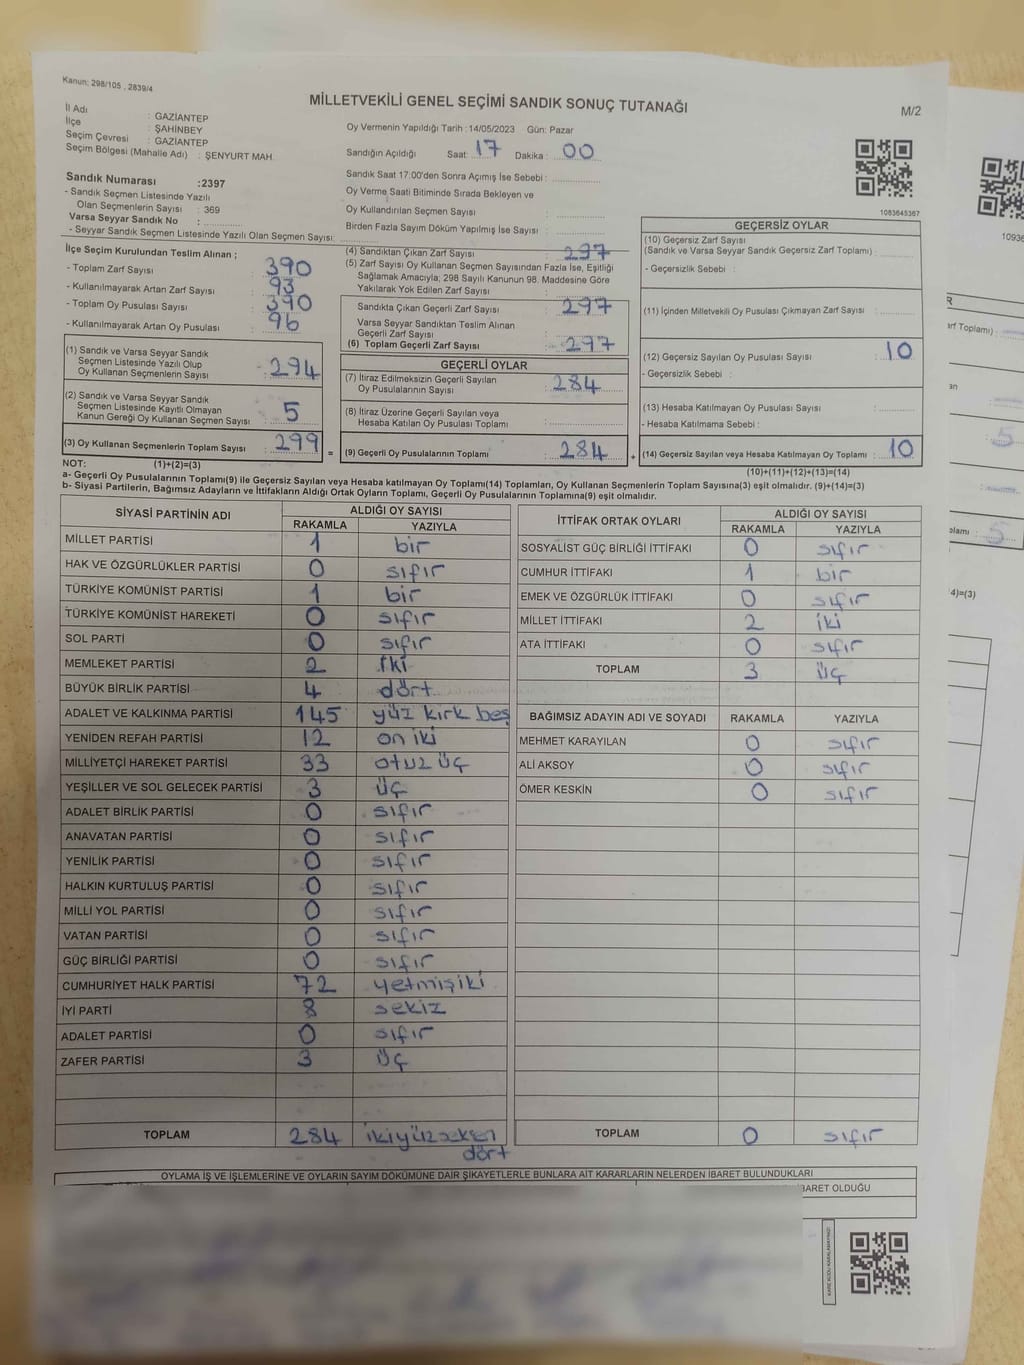 Kanun: 298/105 , 2839/4
MİLLETVEKİLİ GENEL SEÇİMİ SANDIK SONUÇ TUTANAĞI
M/2
İl Adı : GAZİANTEP
İlçe : ŞAHİNBEY
Seçim Çevresi : GAZİANTEP
Seçim Bölgesi (Mahalle Adı) : ŞENYURT MAH.
Oy Vermenin Yapıldığı Tarih : 14/05/2023 Gün: Pazar
Sandığın Açıldığı Saat: 17 Dakika : 00
Sandık Saat 17:00'den Sonra Açımış İse Sebebi :
Oy Verme Saati Bitiminde Sırada Bekleyen ve
Oy Kullandırılan Seçmen Sayısı :
Birden Fazla Sayım Döküm Yapılmış İse Sayısı :
Sandık Numarası :2397
- Sandık Seçmen Listesinde Yazılı
Olan Seçmenlerin Sayısı : 369
Varsa Seyyar Sandık No :
- Seyyar Sandık Seçmen Listesinde Yazılı Olan Seçmen Sayısı:
1083645367
İlçe Seçim Kurulundan Teslim Alınan ;
- Toplam Zarf Sayısı : 390
- Kullanılmayarak Artan Zarf Sayısı : 93
- Toplam Oy Pusulası Sayısı : 390
- Kullanılmayarak Artan Oy Pusulası : 96
(1) Sandık ve Varsa Seyyar Sandık
Seçmen Listesinde Yazılı Olup
Oy Kullanan Seçmenlerin Sayısı : 294
(2) Sandık ve Varsa Seyyar Sandık
Seçmen Listesinde Kayıtlı Olmayan
Kanun Gereği Oy Kullanan Seçmen Sayısı : 5
(3) Oy Kullanan Seçmenlerin Toplam Sayısı : 299
(4) Sandıktan Çıkan Zarf Sayısı : 297
(5) Zarf Sayısı Oy Kullanan Seçmen Sayısından Fazla İse, Eşitliği
Sağlamak Amacıyla; 298 Sayılı Kanunun 98. Maddesine Göre
Yakılarak Yok Edilen Zarf Sayısı :
Sandıkta Çıkan Geçerli Zarf Sayısı : 297
Varsa Seyyar Sandıktan Teslim Alınan
Geçerli Zarf Sayısı :
(6) Toplam Geçerli Zarf Sayısı : 297
GEÇERLİ OYLAR
(7) İtiraz Edilmeksizin Geçerli Sayılan
Oy Pusulalarının Sayısı : 284
(8) İtiraz Üzerine Geçerli Sayılan veya
Hesaba Katılan Oy Pusulası Toplamı :
(9) Geçerli Oy Pusulalarının Toplamı : 284
GEÇERSİZ OYLAR
(10) Geçersiz Zarf Sayısı
(Sandık ve Varsa Seyyar Sandık Geçersiz Zarf Toplamı) :
- Geçersizlik Sebebi :
(11) İçinden Milletvekili Oy Pusulası Çıkmayan Zarf Sayısı :
(12) Geçersiz Sayılan Oy Pusulası Sayısı : 10
- Geçersizlik Sebebi :
(13) Hesaba Katılmayan Oy Pusulası Sayısı :
- Hesaba Katılmama Sebebi :
(14) Geçersiz Sayılan veya Hesaba Katılmayan Oy Toplamı : 10
NOT: (1)+(2)=(3) (10)+(11)+(12)+(13)=(14)
a- Geçerli Oy Pusulalarının Toplamı(9) ile Geçersiz Sayılan veya Hesaba katılmayan Oy Toplamı(14) Toplamları, Oy Kullanan Seçmenlerin Toplam Sayısına(3) eşit olmalıdır. (9)+(14)=(3)
b- Siyasi Partilerin, Bağımsız Adayların ve İttifakların Aldığı Ortak Oyların Toplamı, Geçerli Oy Pusulalarının Toplamına(9) eşit olmalıdır.
SİYASİ PARTİNİN ADI ALDIĞI OY SAYISI
RAKAMLA YAZIYLA
MİLLET PARTİSİ 1 bir
HAK VE ÖZGÜRLÜKLER PARTİSİ 0 sıfır
TÜRKİYE KOMÜNİST PARTİSİ 1 bir
TÜRKİYE KOMÜNİST HAREKETİ 0 sıfır
SOL PARTİ 0 sıfır
MEMLEKET PARTİSİ 2 iki
BÜYÜK BİRLİK PARTİSİ 4 dört
ADALET VE KALKINMA PARTİSİ 145 yüz kırk beş
YENİDEN REFAH PARTİSİ 12 on iki
MİLLİYETÇİ HAREKET PARTİSİ 33 otuz üç
YEŞİLLER VE SOL GELECEK PARTİSİ 3 üç
ADALET BİRLİK PARTİSİ 0 sıfır
ANAVATAN PARTİSİ 0 sıfır
YENİLİK PARTİSİ 0 sıfır
HALKIN KURTULUŞ PARTİSİ 0 sıfır
MİLLİ YOL PARTİSİ 0 sıfır
VATAN PARTİSİ 0 sıfır
GÜÇ BİRLİĞİ PARTİSİ 0 sıfır
CUMHURİYET HALK PARTİSİ 72 yetmişiki
İYİ PARTİ 8 sekiz
ADALET PARTİSİ 0 sıfır
ZAFER PARTİSİ 3 üç
TOPLAM 284 ikiyüzseksen
dört
İTTİFAK ORTAK OYLARI ALDIĞI OY SAYISI
RAKAMLA YAZIYLA
SOSYALİST GÜÇ BİRLİĞİ İTTİFAKI 0 sıfır
CUMHUR İTTİFAKI 1 bir
EMEK VE ÖZGÜRLÜK İTTİFAKI 0 sıfır
MİLLET İTTİFAKI 2 iki
ATA İTTİFAKI 0 sıfır
TOPLAM 3 üç
BAĞIMSIZ ADAYIN ADI VE SOYADI RAKAMLA YAZIYLA
MEHMET KARAYILAN 0 sıfır
ALİ AKSOY 0 sıfır
ÖMER KESKİN 0 sıfır
TOPLAM 0 sıfır
OYLAMA İŞ VE İŞLEMLERİNE VE OYLARIN SAYIM DÖKÜMÜNE DAİR ŞİKAYETLERLE BUNLARA AİT KARARLARIN NELERDEN İBARET BULUNDUKLARI
BARET OLDUĞU
KARE KODU KARALAMAYINIZ!
1093
R
arf Toplamı) :
an
5
plamı : 5
4)=(3)